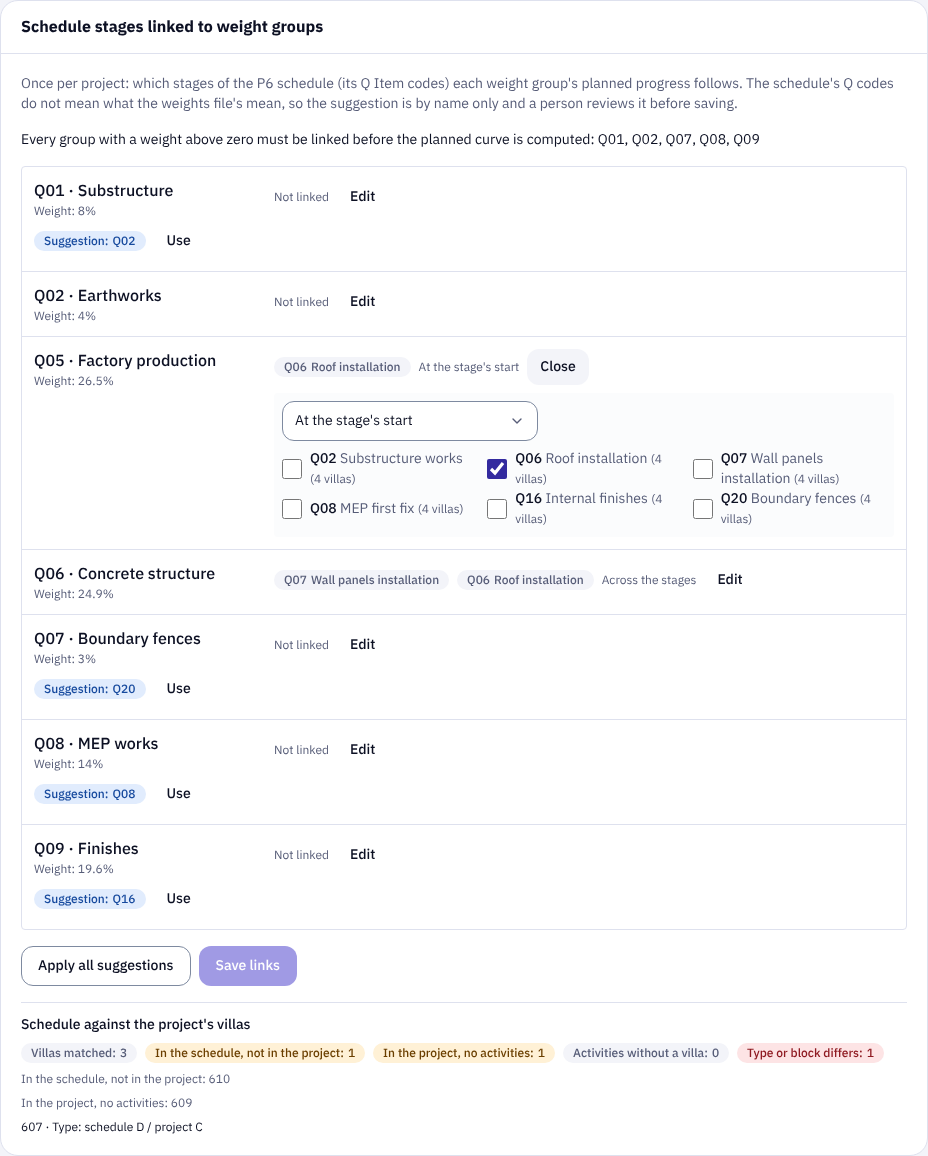 Schedule stages linked to weight groups
Once per project: which stages of the P6 schedule (its Q Item codes) each weight group's planned progress follows. The schedule's Q codes
do not mean what the weights file's mean, so the suggestion is by name only and a person reviews it before saving.
Every group with a weight above zero must be linked before the planned curve is computed: Q01, Q02, Q07, Q08, Q09
Q01 · Substructure
Weight: 8%
Not linked Edit
Suggestion: Q02 Use
Q02 · Earthworks
Weight: 4%
Not linked Edit
Q05 · Factory production
Weight: 26.5%
Q06 Roof installation At the stage's start Close
At the stage's start
Q02 Substructure works
(4 villas)
Q06 Roof installation (4
villas)
Q07 Wall panels
installation (4 villas)
Q08 MEP first fix (4 villas)
Q16 Internal finishes (4
villas)
Q20 Boundary fences (4
villas)
Q06 · Concrete structure
Weight: 24.9%
Q07 Wall panels installation Q06 Roof installation Across the stages Edit
Q07 · Boundary fences
Weight: 3%
Not linked Edit
Suggestion: Q20 Use
Q08 · MEP works
Weight: 14%
Not linked Edit
Suggestion: Q08 Use
Q09 · Finishes
Weight: 19.6%
Not linked Edit
Suggestion: Q16 Use
Apply all suggestions Save links
Schedule against the project's villas
Villas matched: 3 In the schedule, not in the project: 1 In the project, no activities: 1 Activities without a villa: 0 Type or block differs: 1
In the schedule, not in the project: 610
In the project, no activities: 609
607 · Type: schedule D / project C